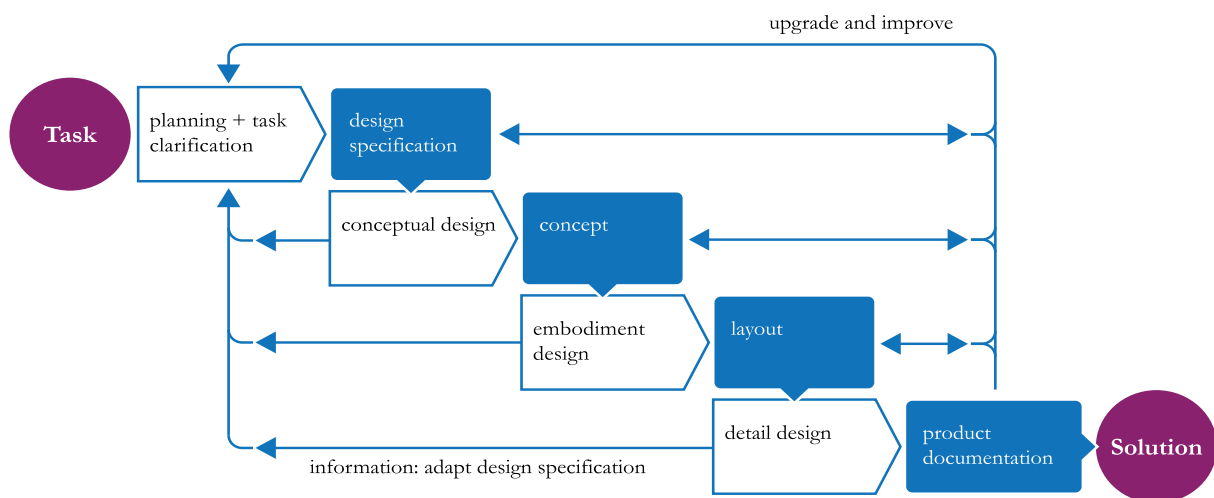 upgrade and improve
Task
planning + task
clarification
design
specification
conceptual design
concept
embodiment
design
layout
detail design
product
documentation
Solution
information: adapt design specification